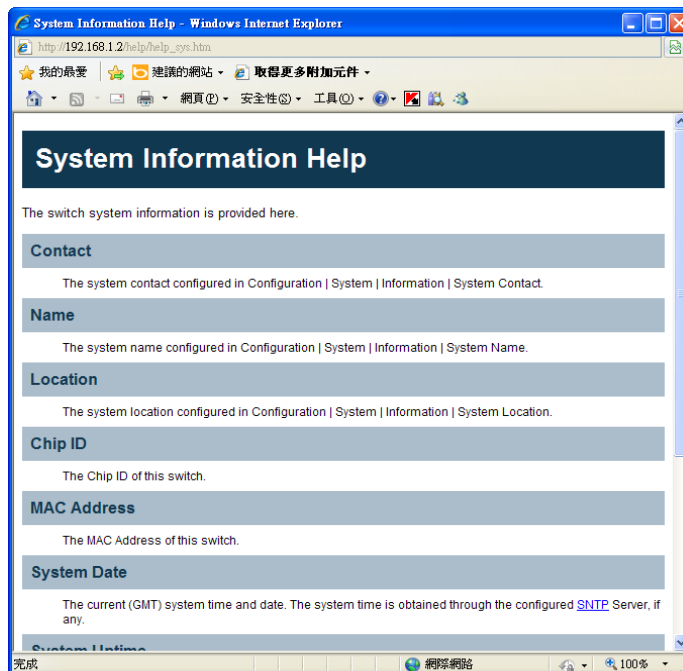 System Information Help - Windows Internet Explorer
http://192.168.1.2/help/help_sys.htm
我的最愛 建議的網站 取得更多附加元件
網頁(P) 安全性(S) 工具(O)
System Information Help
The switch system information is provided here.
Contact
The system contact configured in Configuration | System | Information | System Contact.
Name
The system name configured in Configuration | System | Information | System Name.
Location
The system location configured in Configuration | System | Information | System Location.
Chip ID
The Chip ID of this switch.
MAC Address
The MAC Address of this switch.
System Date
The current (GMT) system time and date. The system time is obtained through the configured SNTP Server, if
any.
System Uptime
完成 網際網路 100%